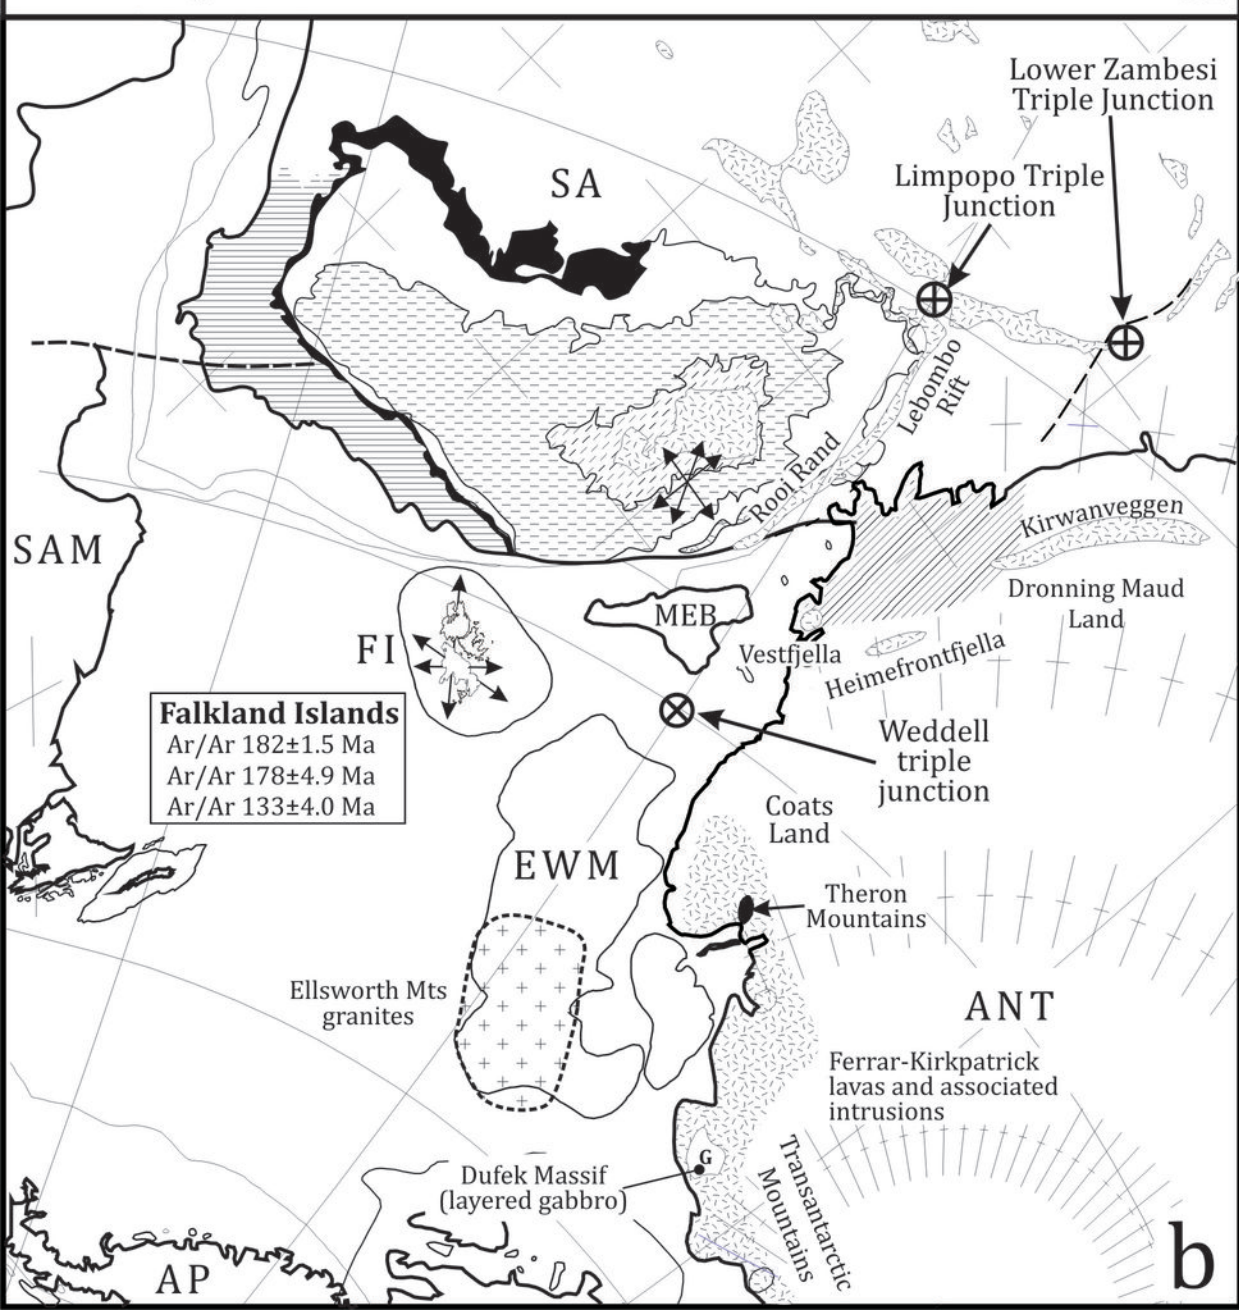 Lower Zambesi
Triple Junction
SA
Limpopo Triple
Junction
Lebombo
Rift
Rooi Rand
Kirwanveggen
SAM
Dronning Maud
Land
FI
MEB
Vestfjella
Heimefrontfjella
Falkland Islands
Ar/Ar 182±1.5 Ma
Ar/Ar 178±4.9 Ma
Ar/Ar 133±4.0 Ma
Weddell
triple
junction
Coats
Land
EWM
Theron
Mountains
Ellsworth Mts
granites
ANT
Ferrar-Kirkpatrick
lavas and associated
intrusions
G
Dufek Massif
(layered gabbro)
Transantarctic
Mountains
AP
b